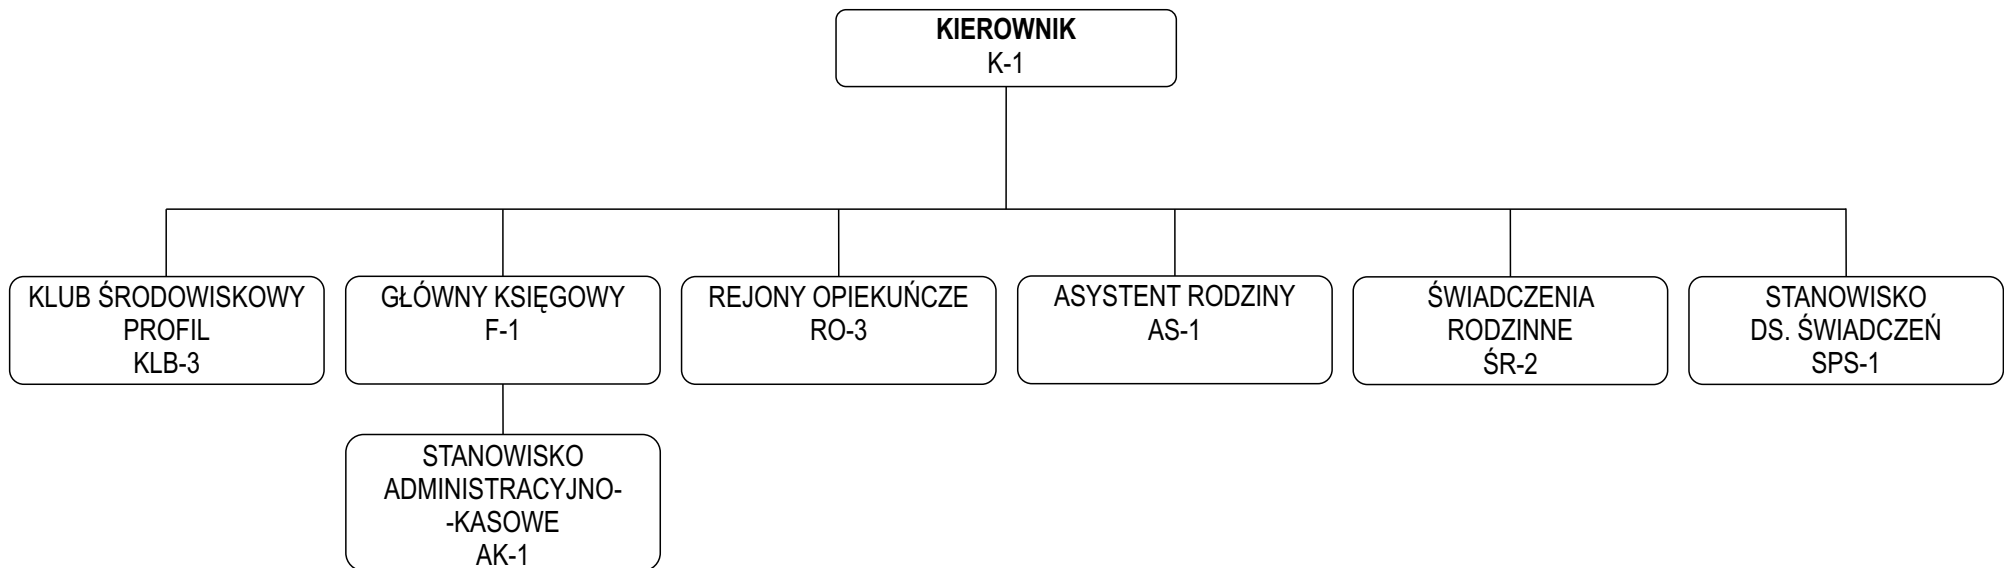 KIEROWNIK
K-1
KLUB ŚRODOWISKOWY
PROFIL
KLB-3
GŁÓWNY KSIĘGOWY
F-1
REJONY OPIEKUŃCZE
RO-3
ASYSTENT RODZINY
AS-1
ŚWIADCZENIA
RODZINNE
ŚR-2
STANOWISKO
DS. ŚWIADCZEŃ
SPS-1
STANOWISKO
ADMINISTRACYJNO-
-KASOWE
AK-1